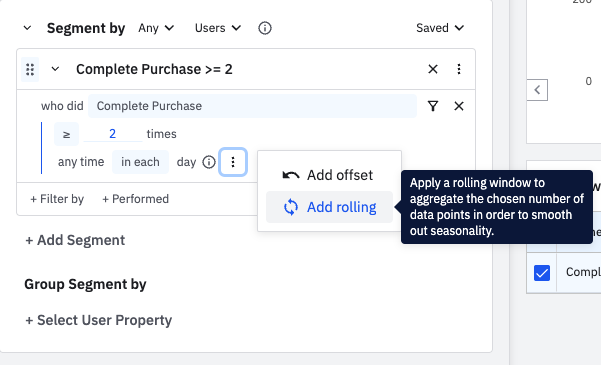 Segment by Any Users Saved
Complete Purchase >= 2
who did Complete Purchase
≥ 2 times
any time in each day
Add offset
Add rolling
Apply a rolling window to
aggregate the chosen number of
data points in order to smooth
out seasonality.
+ Filter by + Performed
+ Add Segment
Group Segment by
+ Select User Property
0
Compl